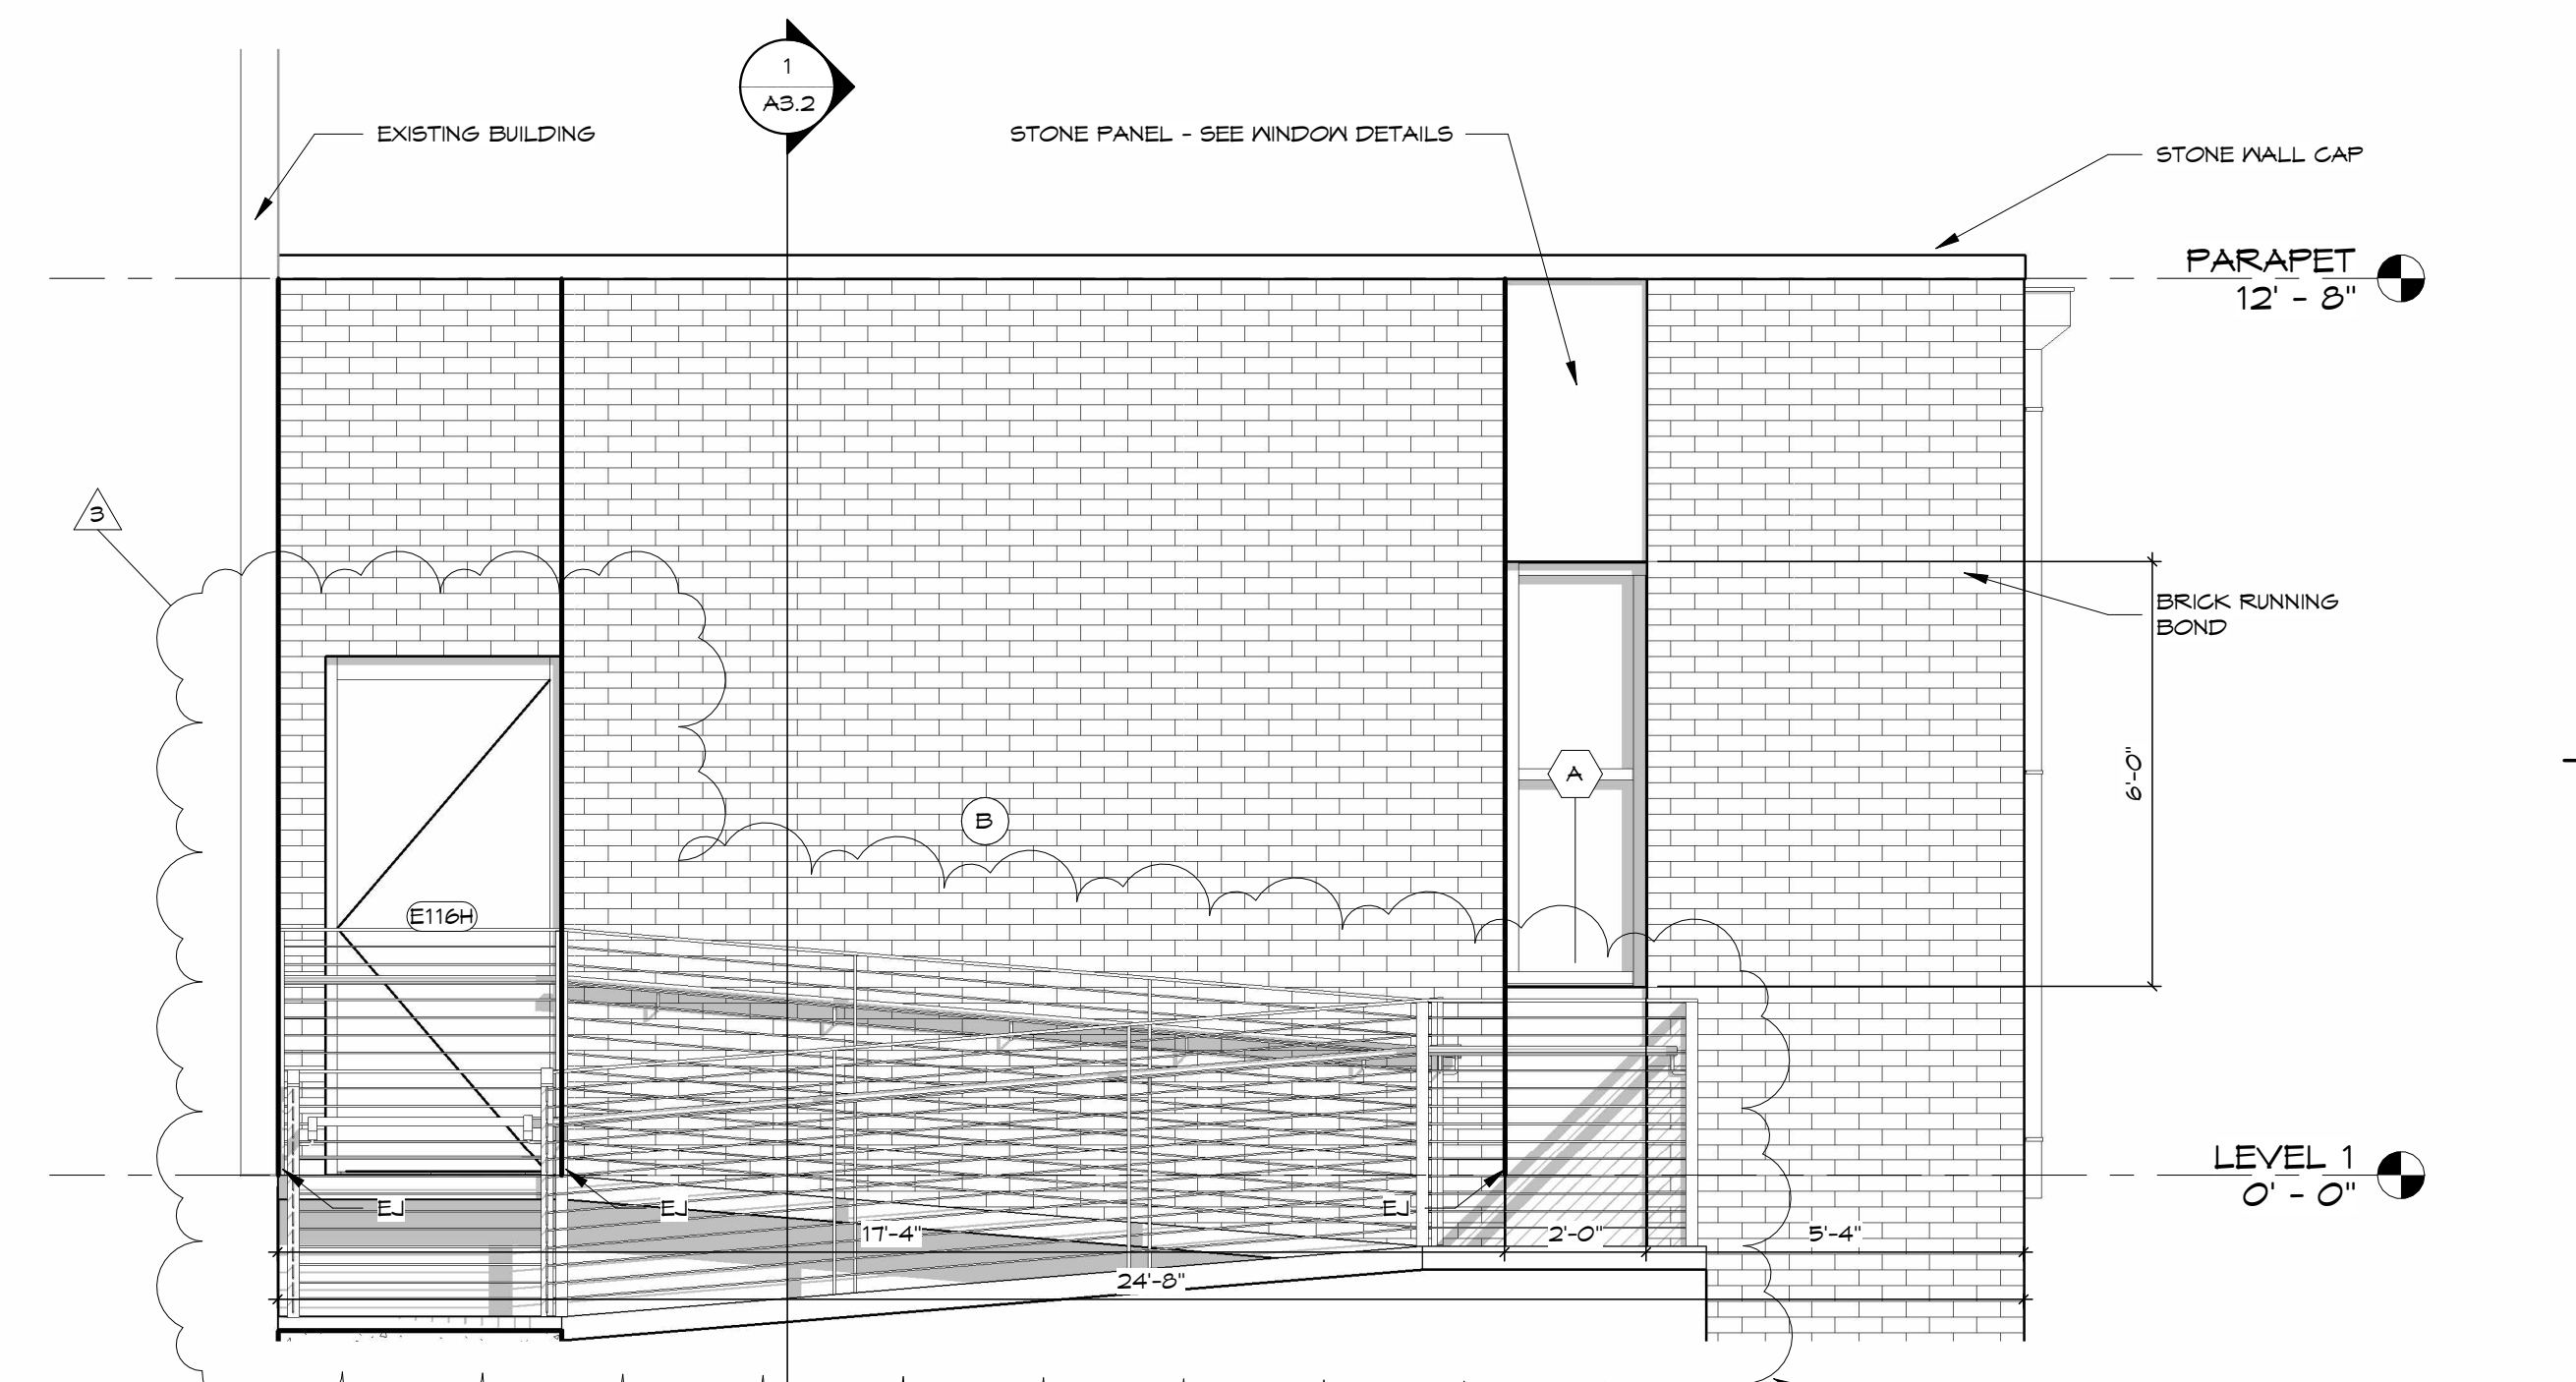 1
A3.2
EXISTING BUILDING
STONE PANEL - SEE WINDOW DETAILS
STONE WALL CAP
PARAPET
12' - 8"
3
BRICK RUNNING
BOND
6'-0"
A
B
E116H
LEVEL 1
0' - 0"
EJ
EJ
EJ
17'-4"
2'-0"
5'-4"
24'-8"